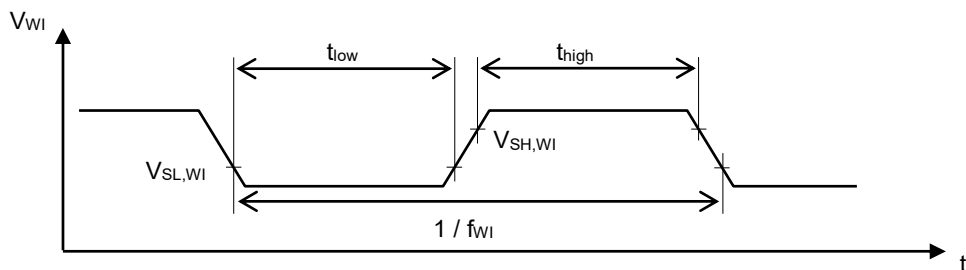 VWI
tlow
thigh
VSH,WI
VSL,WI
1 / fWI
t